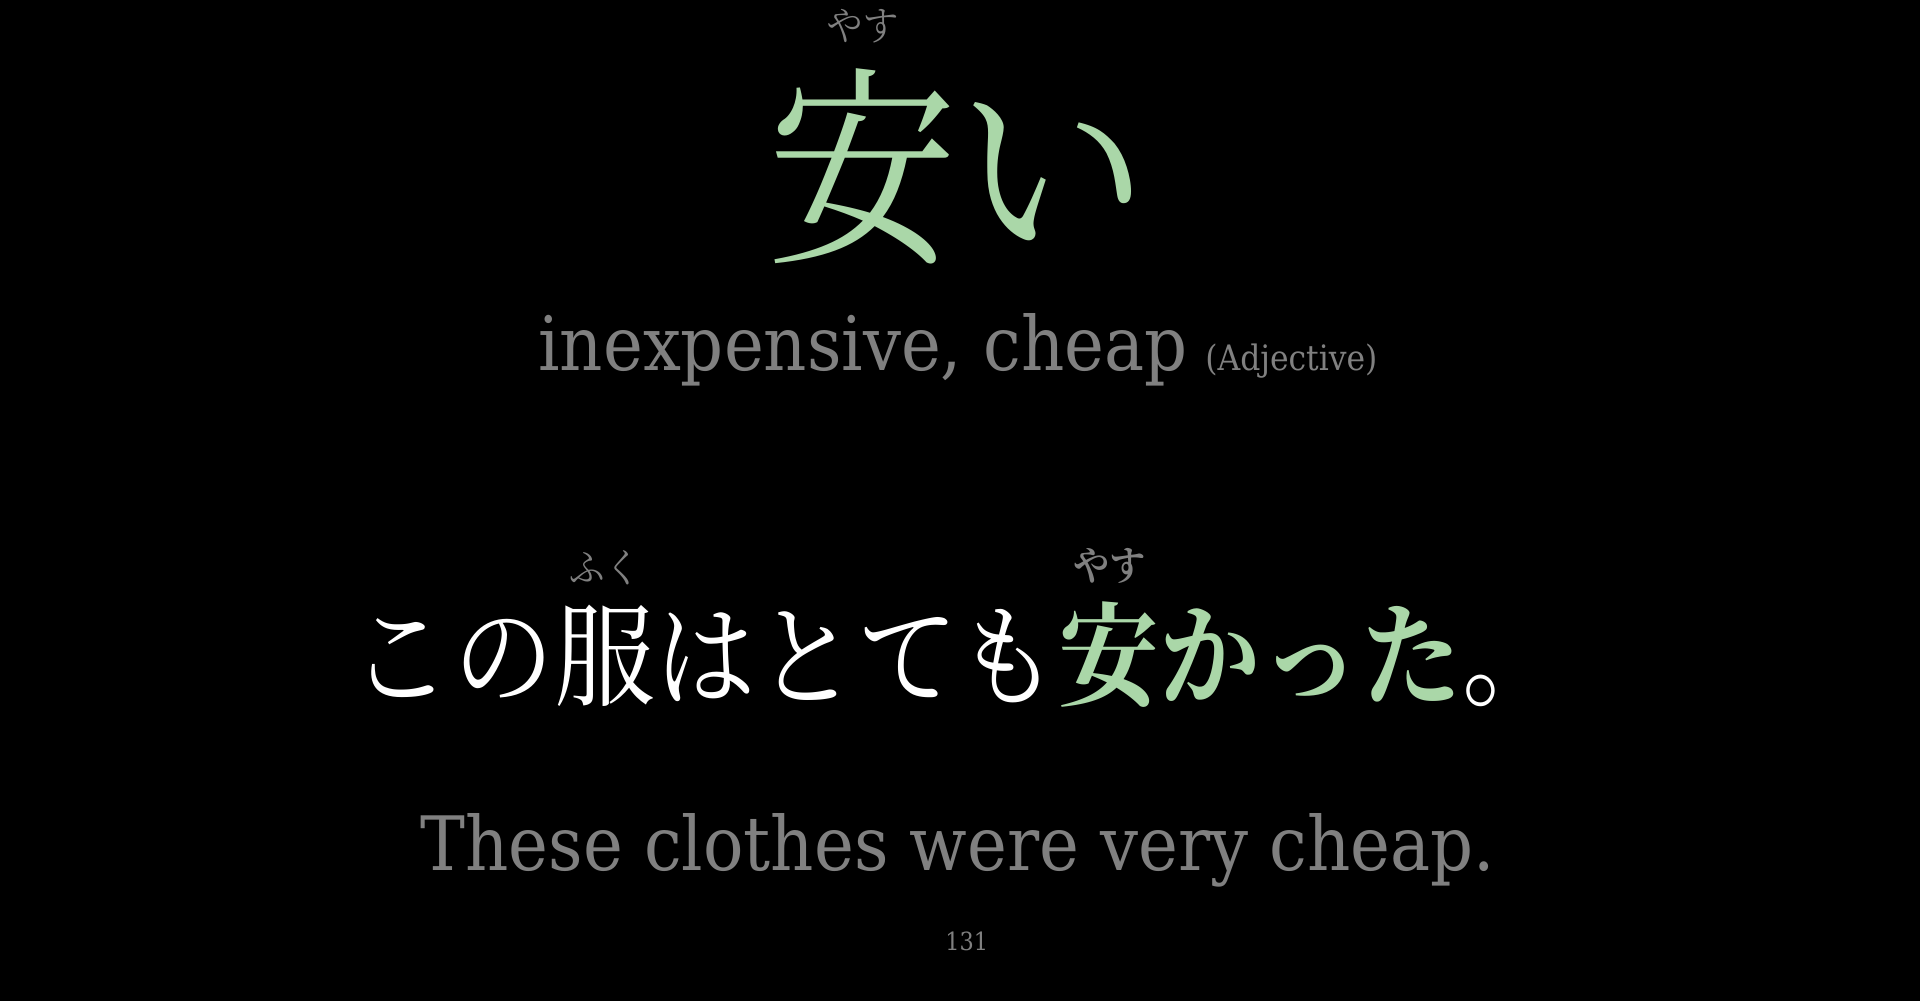 やす
安い
inexpensive, cheap (Adjective)
ふく やす
この服はとても安かった。
These clothes were very cheap.
131